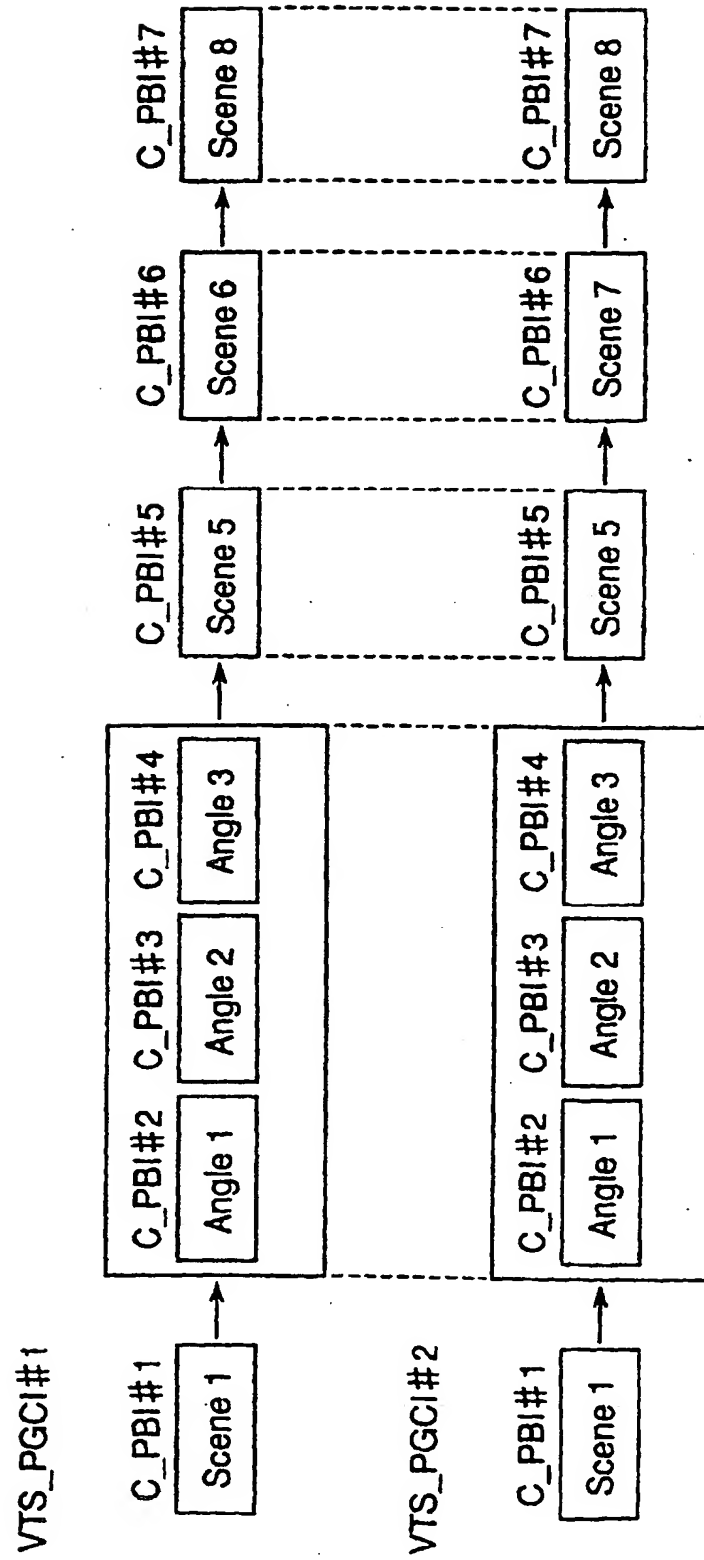 VTS_PGCI#1
C_PBI#1
Scene 1
C_PBI#2
Angle 1
C_PBI#3
Angle 2
C_PBI#4
Angle 3
C_PBI#5
Scene 5
C_PBI#6
Scene 6
C_PBI#7
Scene 8
VTS_PGCI#2
C_PBI#1
Scene 1
C_PBI#2
Angle 1
C_PBI#3
Angle 2
C_PBI#4
Angle 3
C_PBI#5
Scene 5
C_PBI#6
Scene 7
C_PBI#7
Scene 8